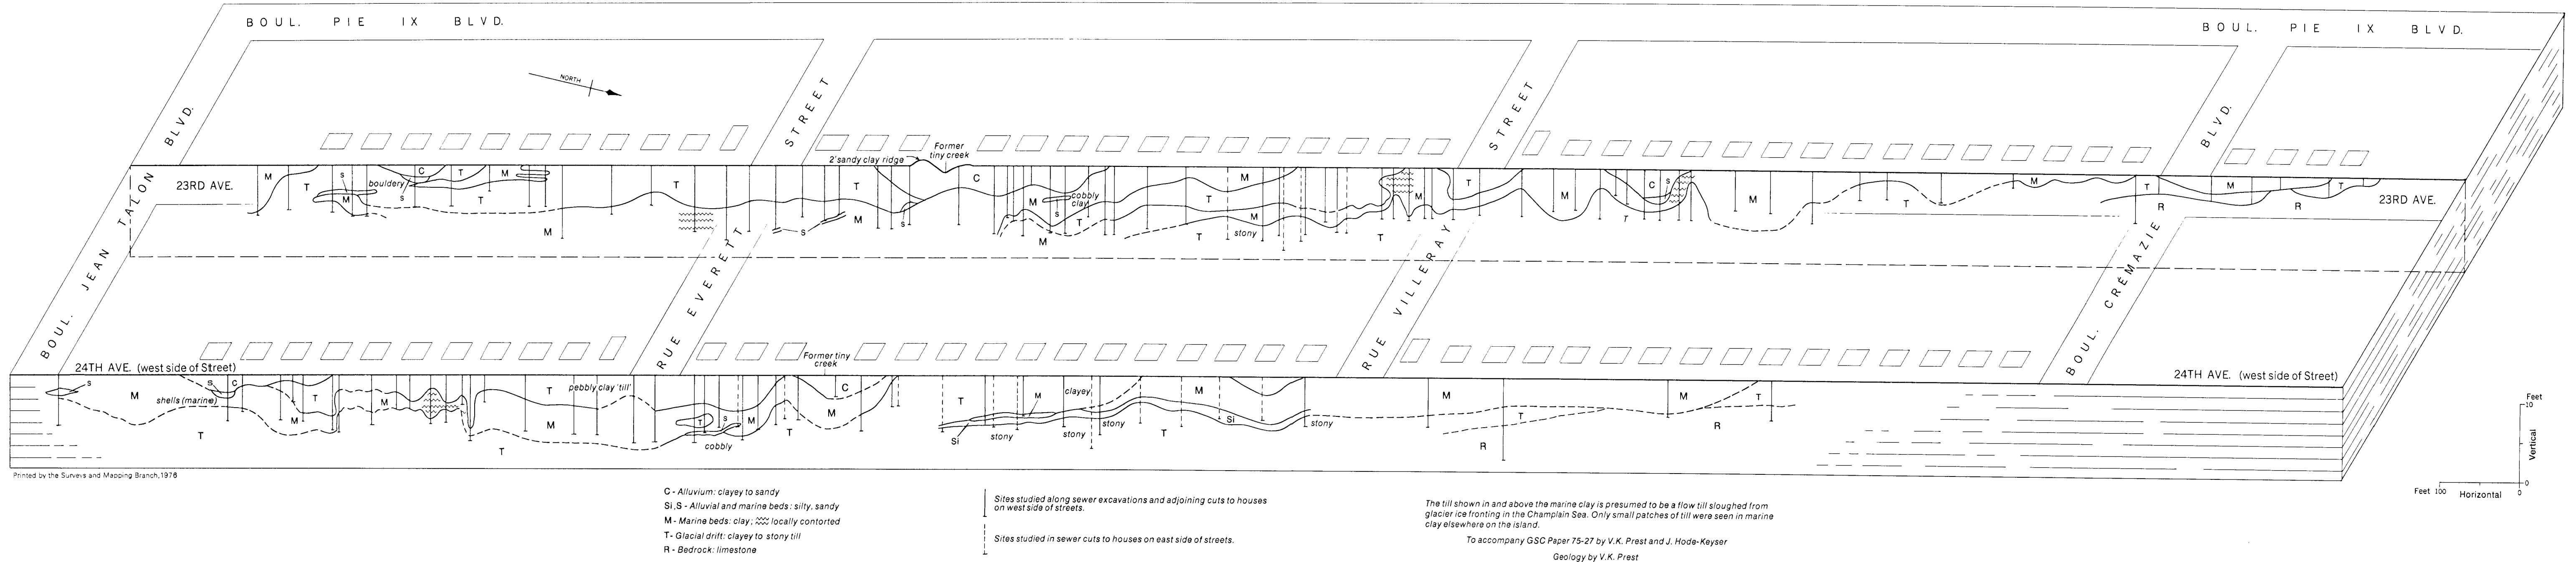 BOUL. PIE IX BLVD.
BOUL. PIE IX BLVD.
NORTH
BOUL. JEAN TALON BLVD.
RUE EVERETT STREET
RUE VILLERAY STREET
BOUL. CRÉMAZIE BLVD.
2' sandy clay ridge
Former
tiny creek
23RD AVE.
M
T
S
M
T
bouldery
S
C
T
M
T
M
T
T
M
S
S
C
M
S
cobbly
clay
T
M
M
T
M
stony
T
T
M
T
M
C
S
T
M
T
M
T
R
M
T
R
23RD AVE.
24TH AVE. (west side of Street)
Former tiny
creek
24TH AVE. (west side of Street)
S
M
shells (marine)
T
S
C
T
M
M
T
T
M
pebbly clay 'till'
T
S
M
cobbly
T
C
M
T
Si
stony
M
clayey
stony
stony
T
M
Si
stony
M
T
R
M
T
R
Printed by the Surveys and Mapping Branch, 1976
C - Alluvium: clayey to sandy
Si, S - Alluvial and marine beds: silty, sandy
M - Marine beds: clay; locally contorted
T - Glacial drift: clayey to stony till
R - Bedrock: limestone
Sites studied along sewer excavations and adjoining cuts to houses
on west side of streets.
Sites studied in sewer cuts to houses on east side of streets.
The till shown in and above the marine clay is presumed to be a flow till sloughed from
glacier ice fronting in the Champlain Sea. Only small patches of till were seen in marine
clay elsewhere on the island.
To accompany GSC Paper 75-27 by V.K. Prest and J. Hode-Keyser
Geology by V.K. Prest
Feet
10
Vertical
0
Feet 100 Horizontal 0